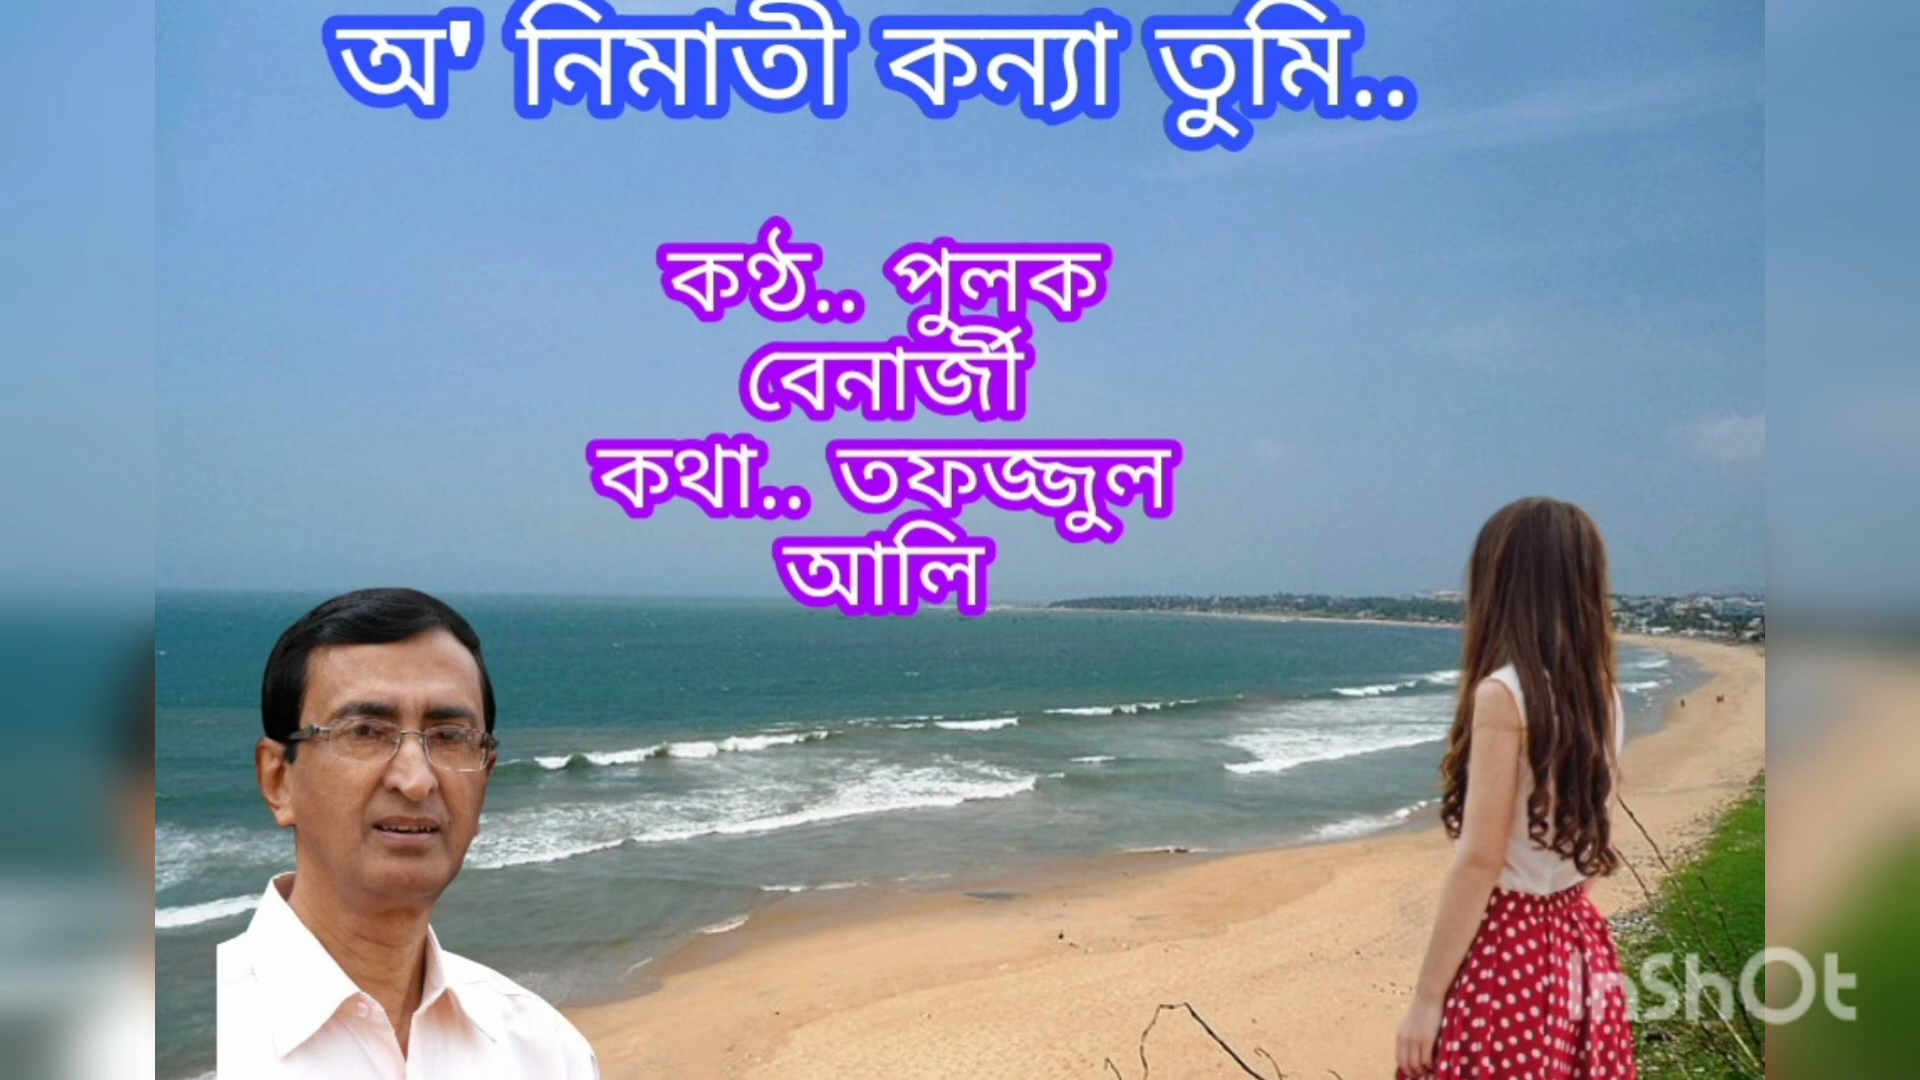 অ' নিমাতী কন্যা তুমি..
কণ্ঠ.. পুলক
বেনার্জী
কথা.. তফজ্জুল
আলি
InShOt